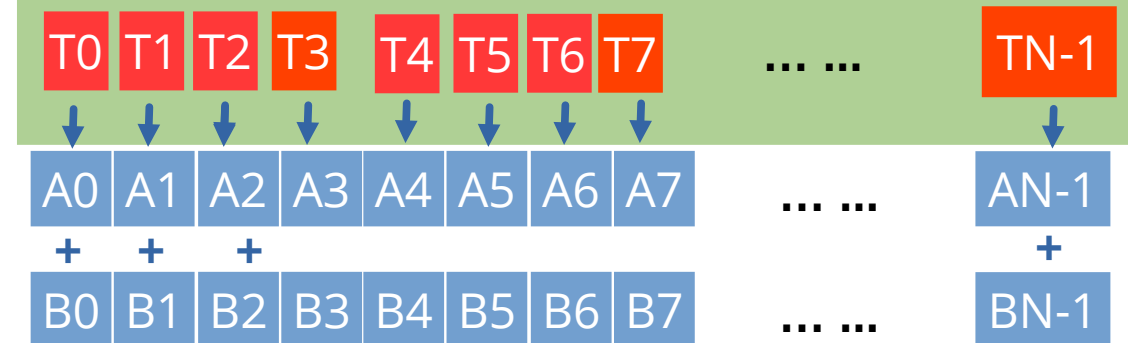 T0 T1 T2 T3 T4 T5 T6 T7 ... ... TN-1
A0 A1 A2 A3 A4 A5 A6 A7 ... ... AN-1
+ + + +
B0 B1 B2 B3 B4 B5 B6 B7 ... ... BN-1